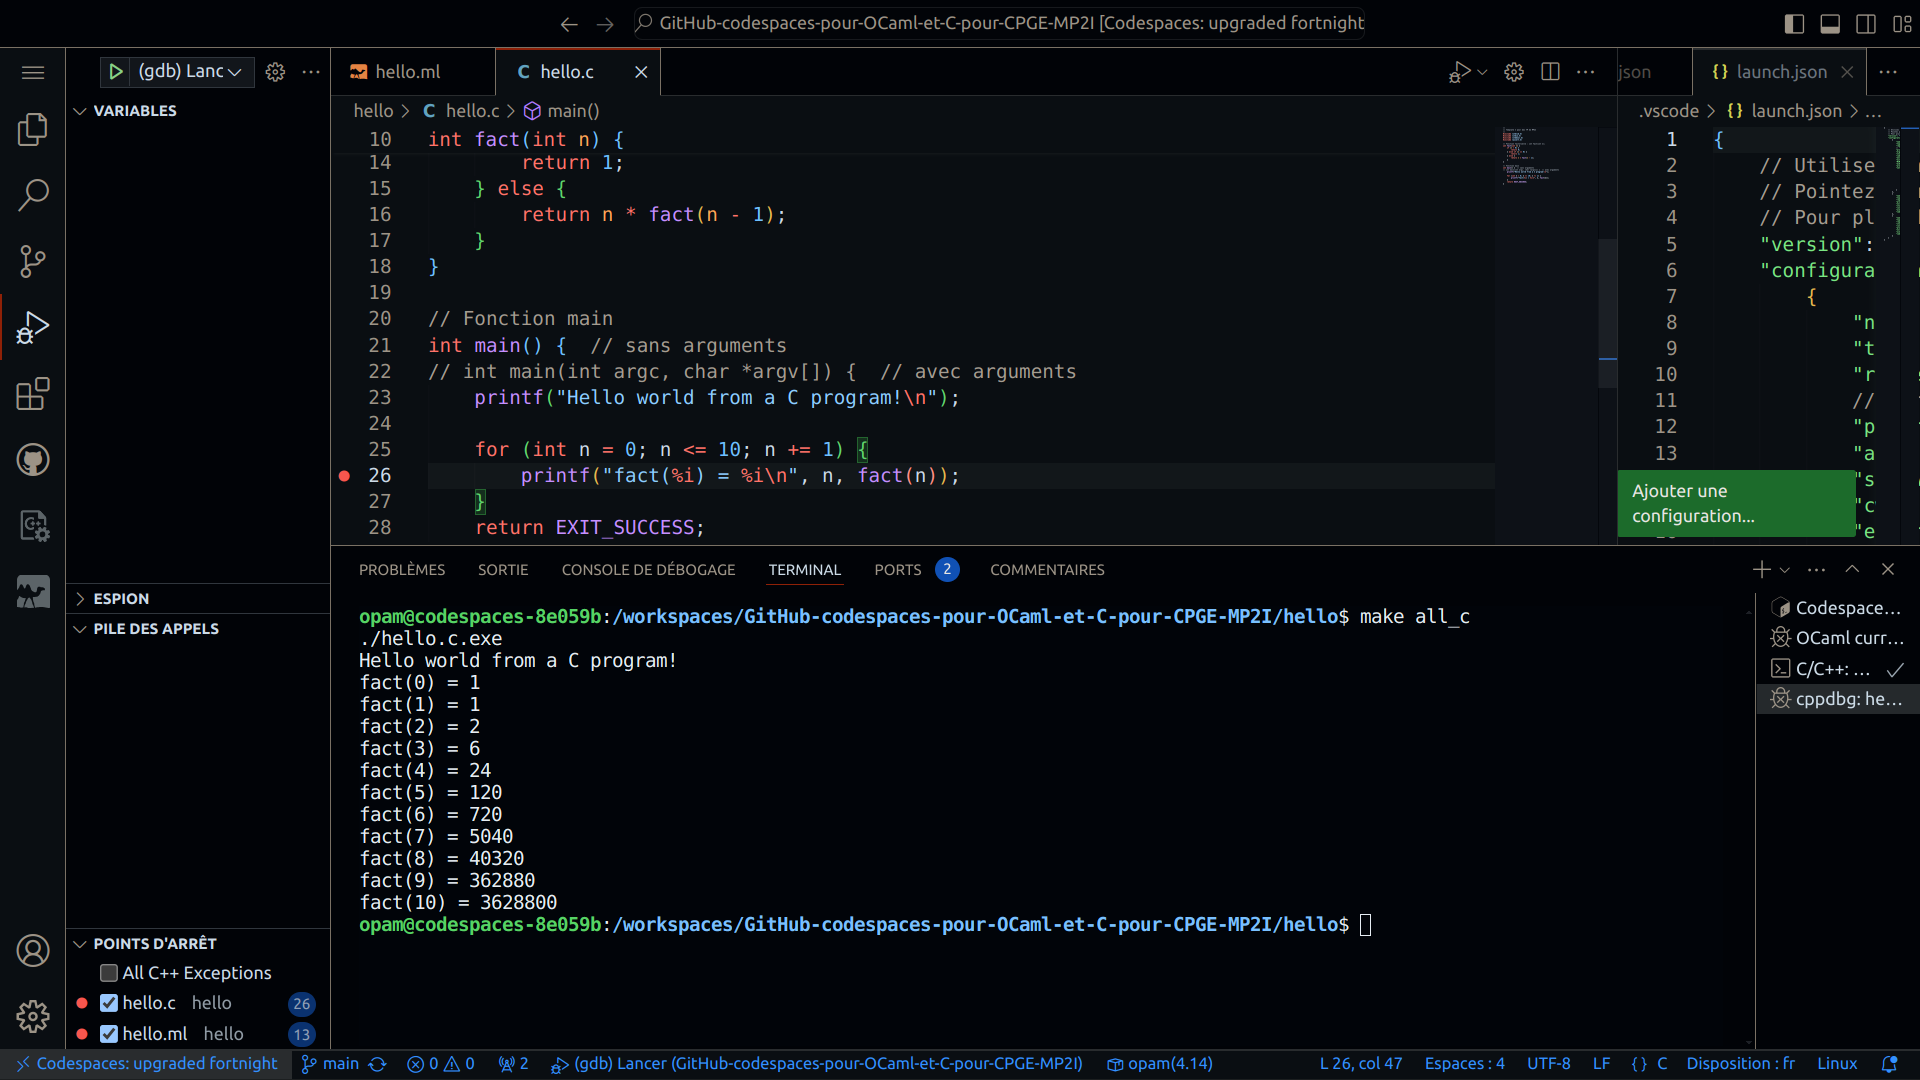 GitHub-codespaces-pour-OCaml-et-C-pour-CPGE-MP2I [Codespaces: upgraded fortnight
(gdb) Lanc
VARIABLES
ESPION
PILE DES APPELS
POINTS D'ARRÊT
All C++ Exceptions
hello.c hello 26
hello.ml hello 13
hello.ml
C hello.c
hello > C hello.c > main()
10 int fact(int n) {
14 return 1;
15 } else {
16 return n * fact(n - 1);
17 }
18 }
19
20 // Fonction main
21 int main() {  // sans arguments
22 // int main(int argc, char *argv[]) {  // avec arguments
23 printf("Hello world from a C program!\n");
24
25 for (int n = 0; n <= 10; n += 1) {
26 printf("fact(%i) = %i\n", n, fact(n));
27 }
28 return EXIT_SUCCESS;
json
{} launch.json
.vscode > {} launch.json > ...
1 {
2 // Utilise
3 // Pointez
4 // Pour pl
5 "version":
6 "configura
7 {
8 "n
9 "t
10 "r
11 //
12 "p
13 "a
"s
"c
"e
Ajouter une
configuration...
PROBLÈMES SORTIE CONSOLE DE DÉBOGAGE TERMINAL PORTS 2 COMMENTAIRES
opam@codespaces-8e059b:/workspaces/GitHub-codespaces-pour-OCaml-et-C-pour-CPGE-MP2I/hello$ make all_c
./hello.c.exe
Hello world from a C program!
fact(0) = 1
fact(1) = 1
fact(2) = 2
fact(3) = 6
fact(4) = 24
fact(5) = 120
fact(6) = 720
fact(7) = 5040
fact(8) = 40320
fact(9) = 362880
fact(10) = 3628800
opam@codespaces-8e059b:/workspaces/GitHub-codespaces-pour-OCaml-et-C-pour-CPGE-MP2I/hello$
Codespace...
OCaml curr...
C/C++: ...
cppdbg: he...
Codespaces: upgraded fortnight main 0 0 2 (gdb) Lancer (GitHub-codespaces-pour-OCaml-et-C-pour-CPGE-MP2I) opam(4.14) L 26, col 47 Espaces : 4 UTF-8 LF {} C Disposition : fr Linux